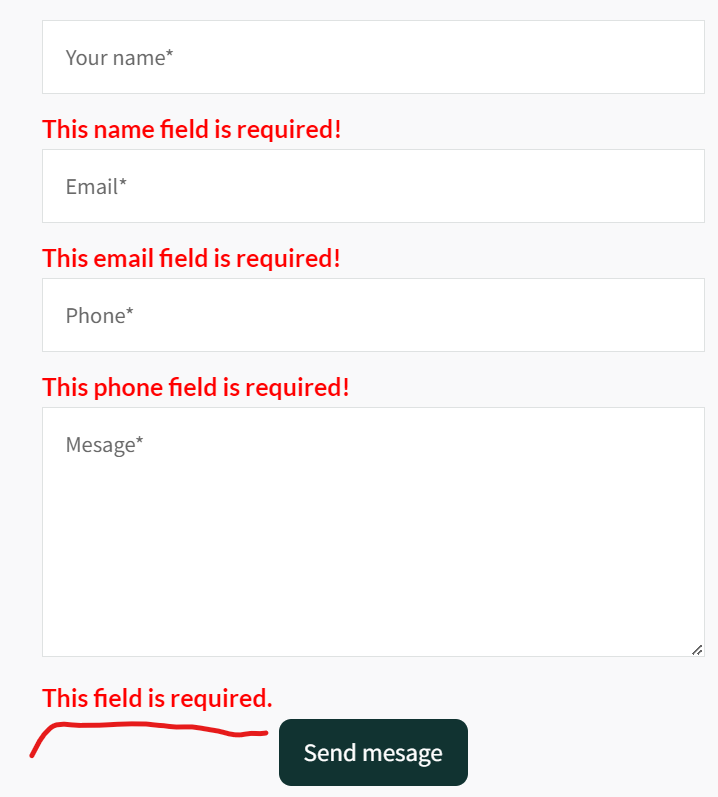 Your name*
This name field is required!
Email*
This email field is required!
Phone*
This phone field is required!
Mesage*
This field is required.
Send mesage